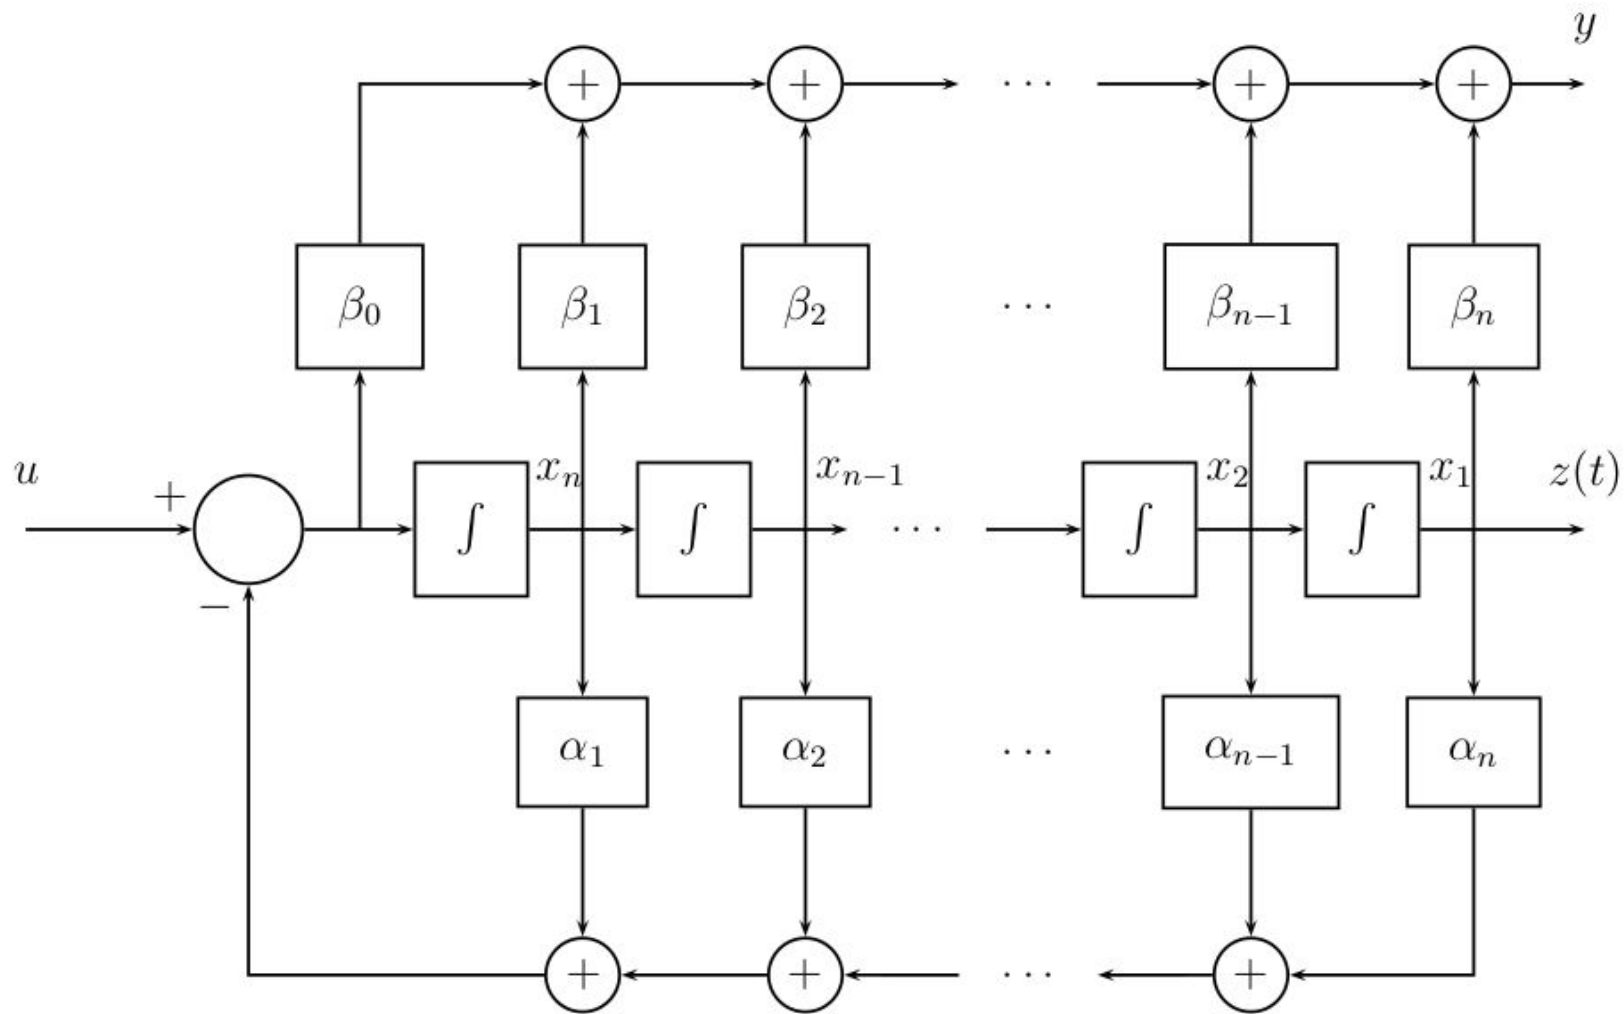 y
+ + ⋯ + +
β₀ β₁ β₂ ⋯ βₙ₋₁ βₙ
u + xₙ xₙ₋₁ x₂ x₁ z(t)
∫ ∫ ⋯ ∫ ∫
−
α₁ α₂ ⋯ αₙ₋₁ αₙ
+ + ⋯ +